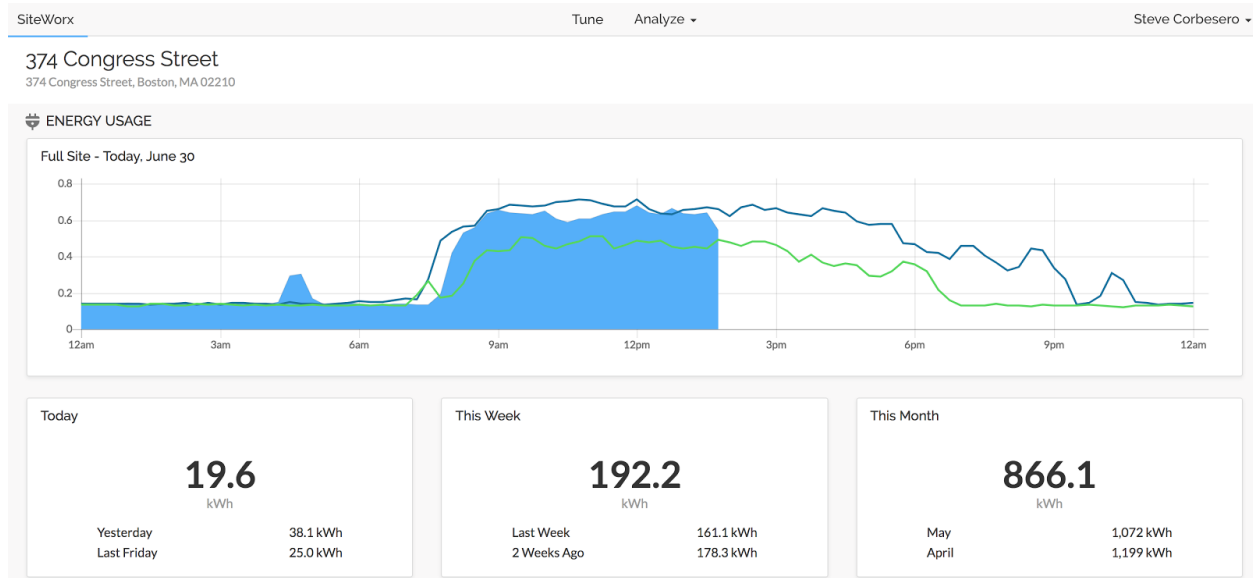 SiteWorx Tune Analyze Steve Corbesero
374 Congress Street
374 Congress Street, Boston, MA 02210
ENERGY USAGE
Full Site - Today, June 30
0.8
0.6
0.4
0.2
0
12am 3am 6am 9am 12pm 3pm 6pm 9pm 12am
Today
19.6
kWh
Yesterday 38.1 kWh
Last Friday 25.0 kWh
This Week
192.2
kWh
Last Week 161.1 kWh
2 Weeks Ago 178.3 kWh
This Month
866.1
kWh
May 1,072 kWh
April 1,199 kWh